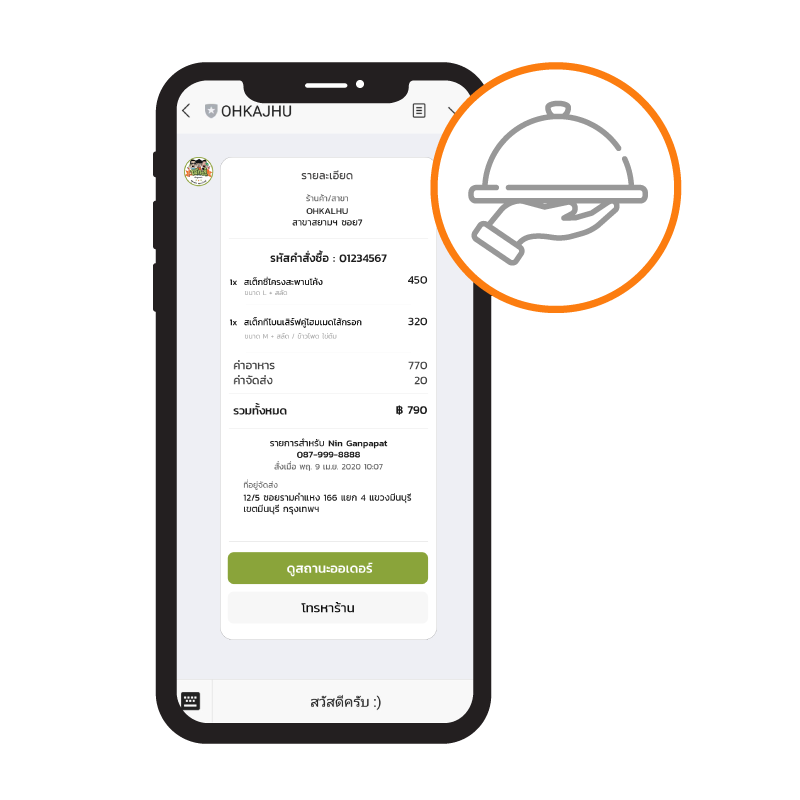 OHKAJHU
รายละเอียด
ร้านค้า/สาขา
OHKALHU
สาขาสยามฯ ซอย7
รหัสคำสั่งซื้อ : 01234567
1x สเต็กซี่โครงสะพานโค้ง 450
ขนาด L + สลัด
1x สเต็กทีโบนเสิร์ฟคู่โฮมเมดไส้กรอก 320
ขนาด M + สลัด / ข้าวโพด ไข่ต้ม
ค่าอาหาร 770
ค่าจัดส่ง 20
รวมทั้งหมด ฿ 790
รายการสำหรับ Nin Ganpapat
087-999-8888
สั่งเมื่อ พฤ. 9 เม.ย. 2020 10:07
ที่อยู่จัดส่ง
12/5 ซอยรามคำแหง 166 แยก 4 แขวงมีนบุรี
เขตมีนบุรี กรุงเทพฯ
ดูสถานะออเดอร์
โทรหาร้าน
สวัสดีครับ :)